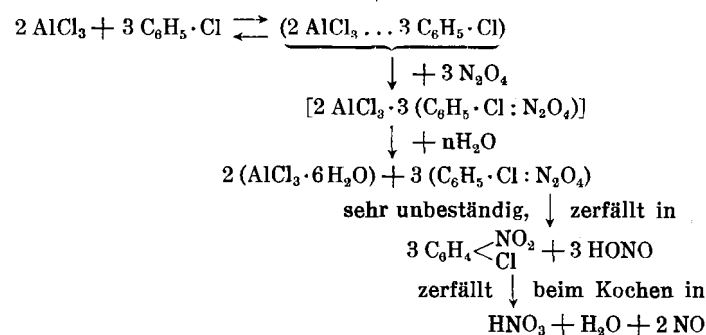 2 AlCl₃ + 3 C₆H₅·Cl ⇄ (2 AlCl₃ ... 3 C₆H₅·Cl)
↓ + 3 N₂O₄
[2 AlCl₃·3 (C₆H₅·Cl : N₂O₄)]
↓ + nH₂O
2 (AlCl₃·6 H₂O) + 3 (C₆H₅·Cl : N₂O₄)
sehr unbeständig, ↓ zerfällt in
3 C₆H₄<NO₂ Cl + 3 HONO
zerfällt ↓ beim Kochen in
HNO₃ + H₂O + 2 NO